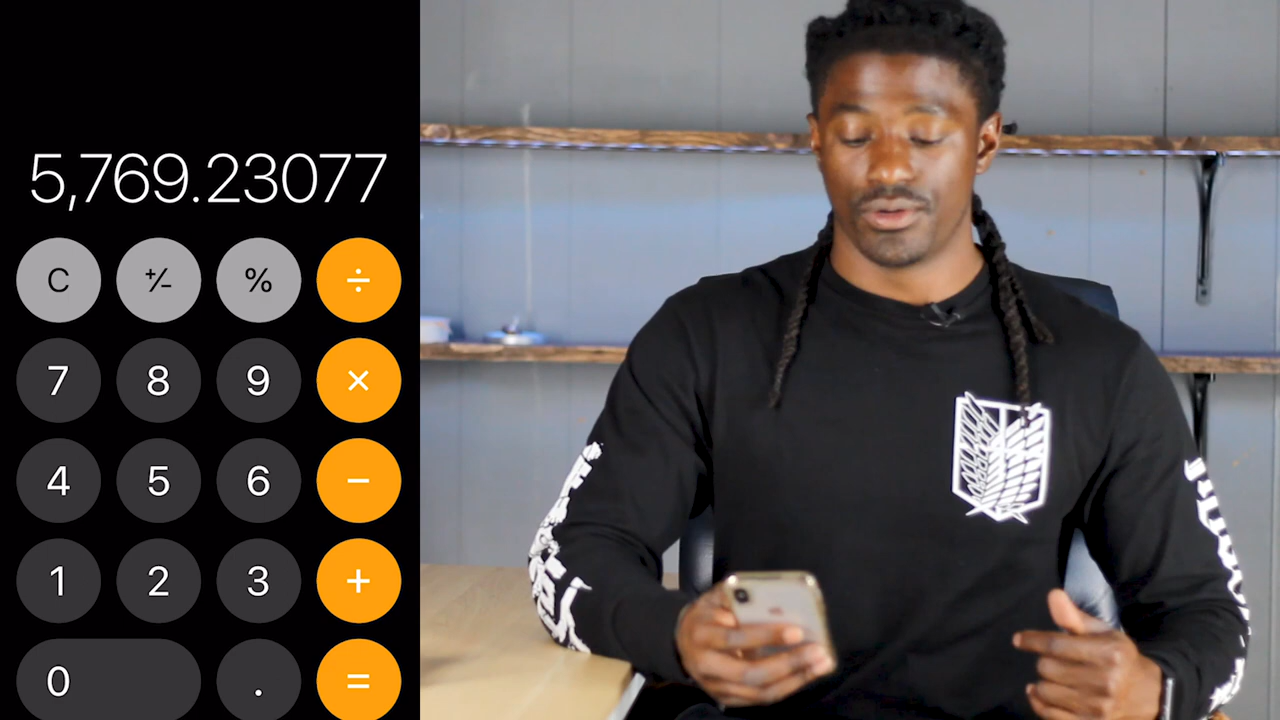 5,769.23077
C +/- % ÷
7 8 9 ×
4 5 6 −
1 2 3 +
0 . =